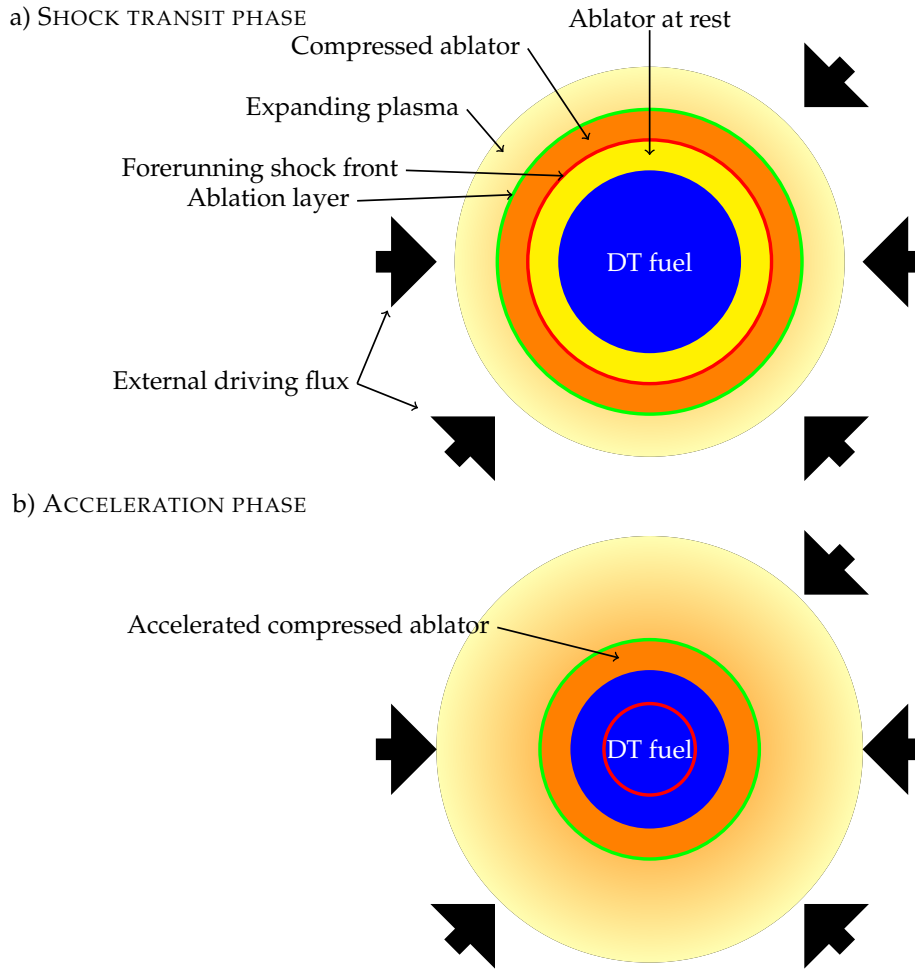 a) SHOCK TRANSIT PHASE
Ablator at rest
Compressed ablator
Expanding plasma
Forerunning shock front
Ablation layer
DT fuel
External driving flux
b) ACCELERATION PHASE
Accelerated compressed ablator
DT fuel